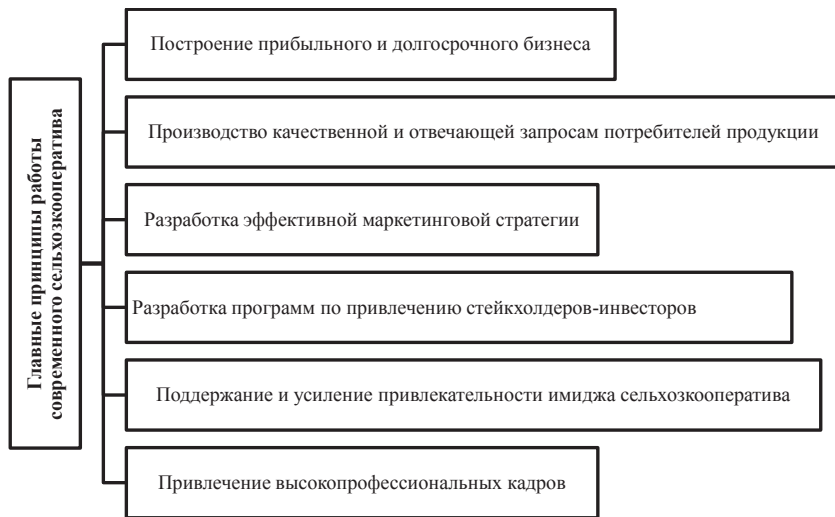 Главные принципы работы
современного сельхозкооператива
Построение прибыльного и долгосрочного бизнеса
Производство качественной и отвечающей запросам потребителей продукции
Разработка эффективной маркетинговой стратегии
Разработка программ по привлечению стейкхолдеров-инвесторов
Поддержание и усиление привлекательности имиджа сельхозкооператива
Привлечение высокопрофессиональных кадров